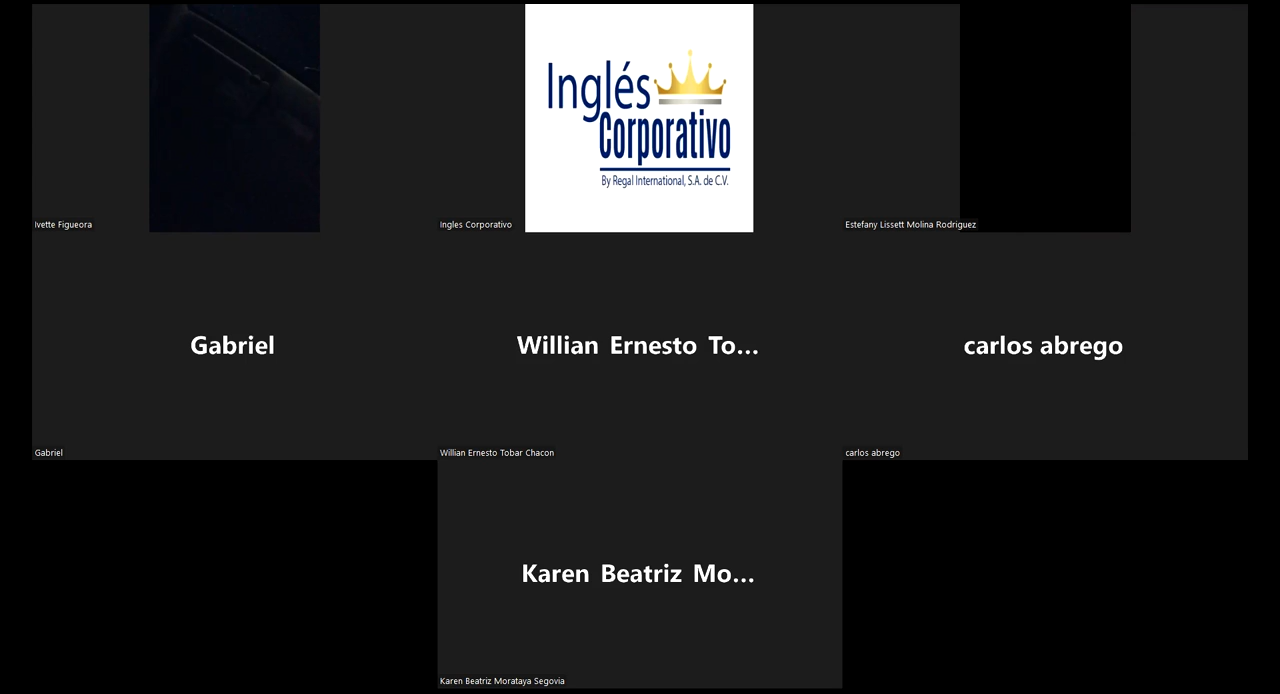 Inglés
Corporativo
By Regal International, S.A. de C.V.
Ivette Figueora
Ingles Corporativo
Estefany Lissett Molina Rodriguez
Gabriel
Willian Ernesto To...
carlos abrego
Gabriel
Willian Ernesto Tobar Chacon
carlos abrego
Karen Beatriz Mo...
Karen Beatriz Morataya Segovia